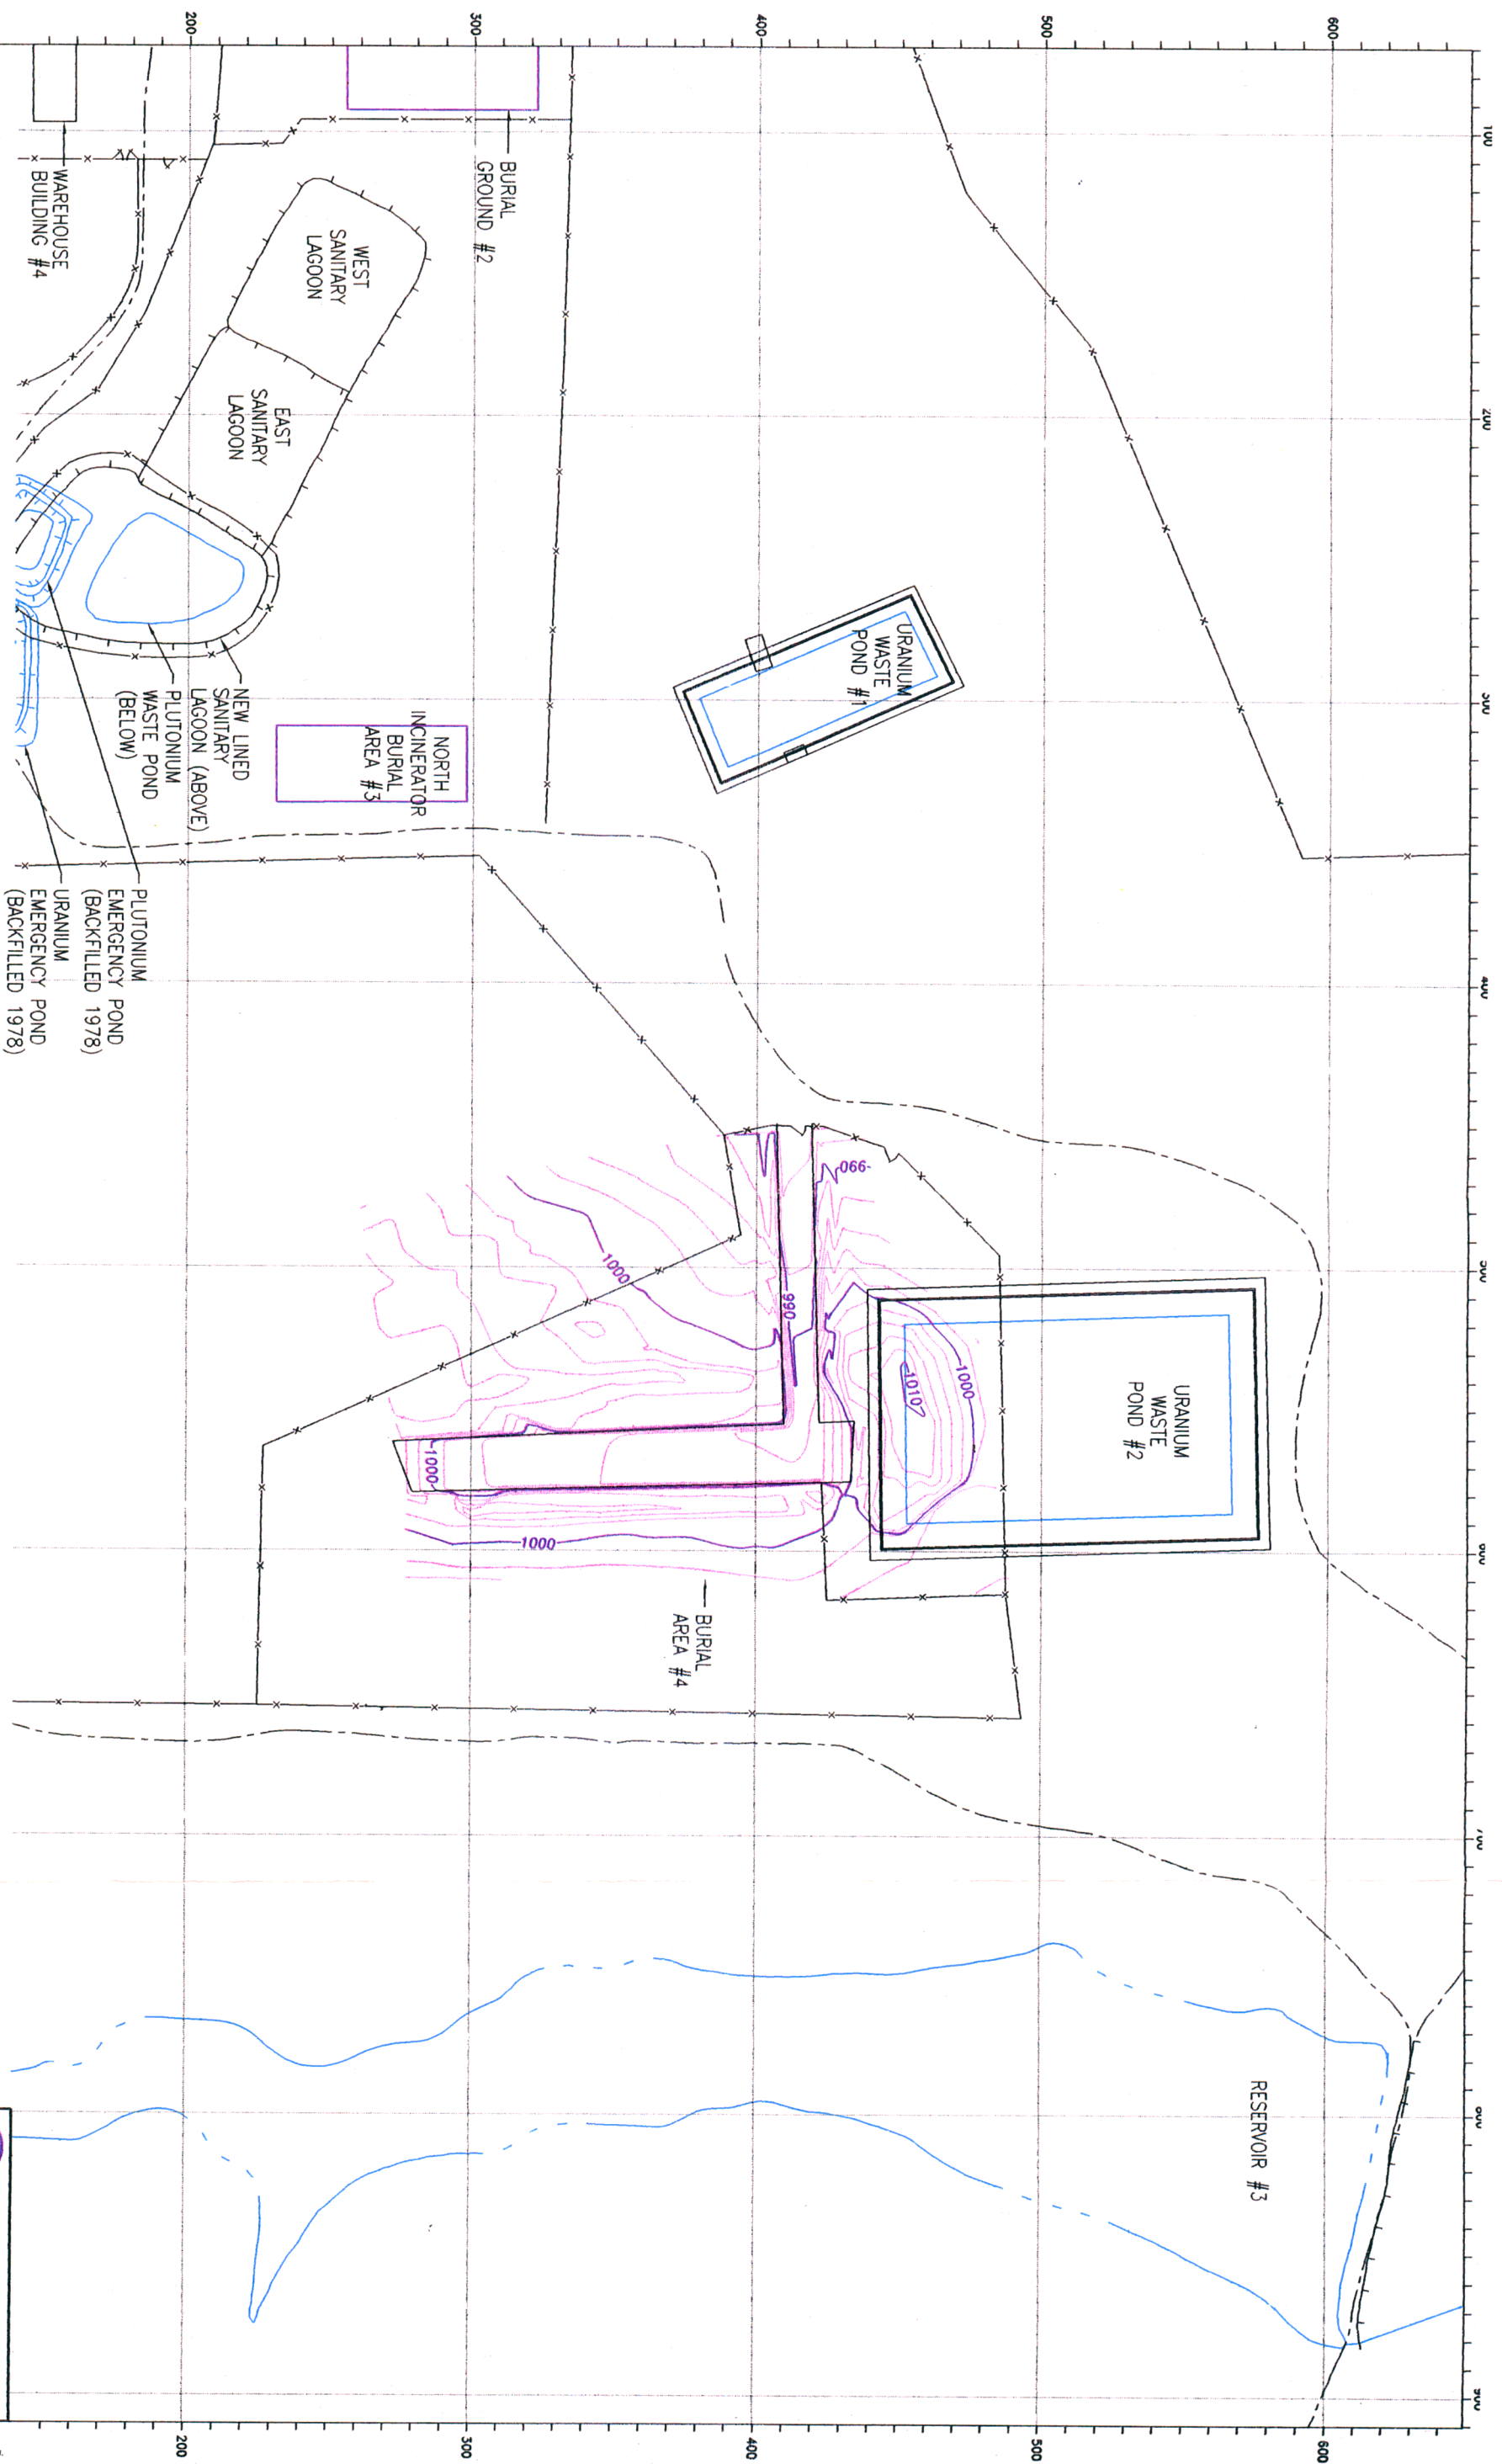 200
300
400
500
600
100
200
300
400
500
600
700
800
900
BURIAL
GROUND #2
WAREHOUSE
BUILDING #4
WEST
SANITARY
LAGOON
EAST
SANITARY
LAGOON
URANIUM
WASTE
POND #1
NEW LINED
SANITARY
LAGOON (ABOVE)
PLUTONIUM
WASTE POND
(BELOW)
NORTH
INCINERATOR
BURIAL
AREA #3
PLUTONIUM
EMERGENCY POND
(BACKFILLED 1978)
URANIUM
EMERGENCY POND
(BACKFILLED 1978)
990
1000
990
1000
1010
URANIUM
WASTE
POND #2
1000
1000
BURIAL
AREA #4
RESERVOIR #3
200
300
400
500
600